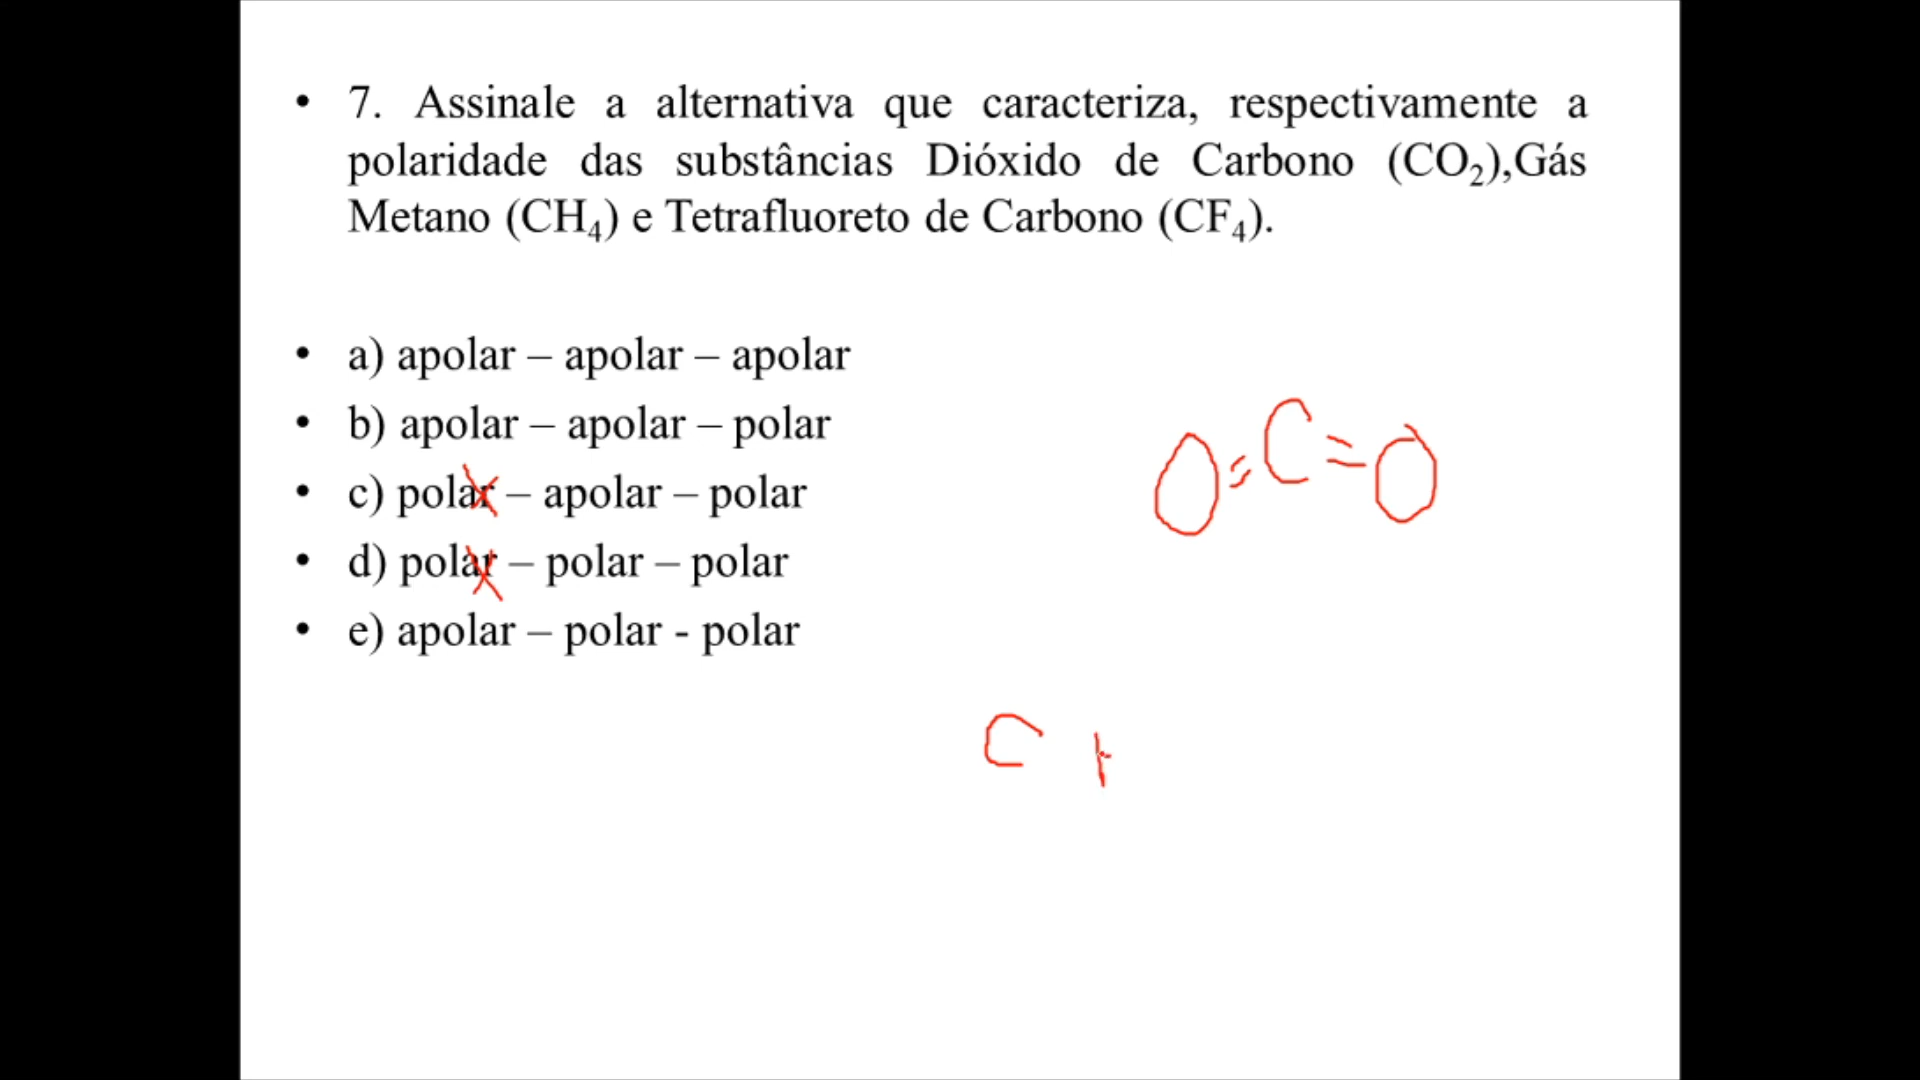 • 7. Assinale a alternativa que caracteriza, respectivamente a
polaridade das substâncias Dióxido de Carbono (CO₂),Gás
Metano (CH₄) e Tetrafluoreto de Carbono (CF₄).
• a) apolar – apolar – apolar
• b) apolar – apolar – polar
• c) polar – apolar – polar
• d) polar – polar – polar
• e) apolar – polar - polar
O=C=O
C